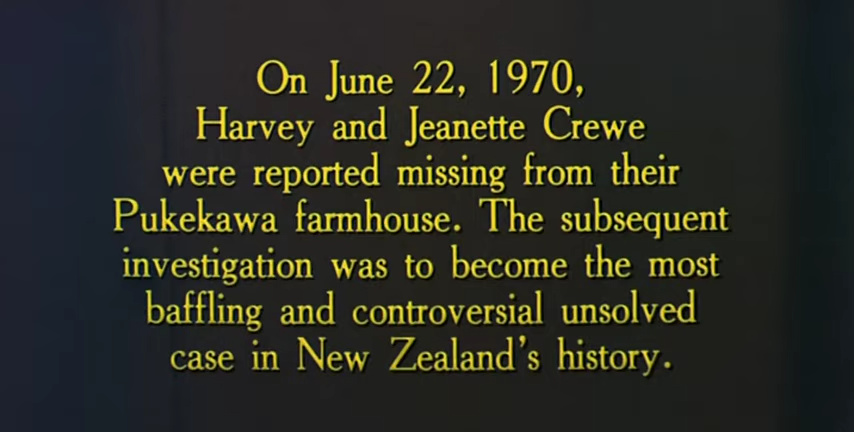 On June 22, 1970,
Harvey and Jeanette Crewe
were reported missing from their
Pukekawa farmhouse. The subsequent
investigation was to become the most
baffling and controversial unsolved
case in New Zealand's history.